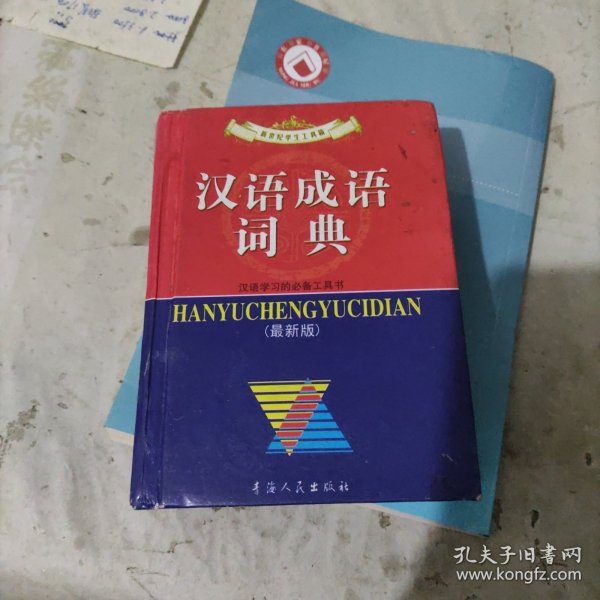 新世纪学生工具书
汉语成语
词典
汉语学习的必备工具书
HANYUCHENGYUCIDIAN
(最新版)
青海人民出版社
孔夫子旧书网
www.kongfz.com